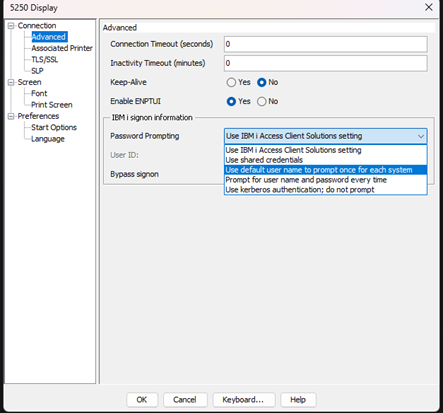 5250 Display
Connection
Advanced
Associated Printer
TLS/SSL
SLP
Screen
Font
Print Screen
Preferences
Start Options
Language
Advanced
Connection Timeout (seconds) 0
Inactivity Timeout (minutes) 0
Keep-Alive Yes No
Enable ENPTUI Yes No
IBM i signon information
Password Prompting Use IBM i Access Client Solutions setting
Use IBM i Access Client Solutions setting
User ID:
Use shared credentials
Use default user name to prompt once for each system
Bypass signon
Prompt for user name and password every time
Use kerberos authentication; do not prompt
OK Cancel Keyboard... Help